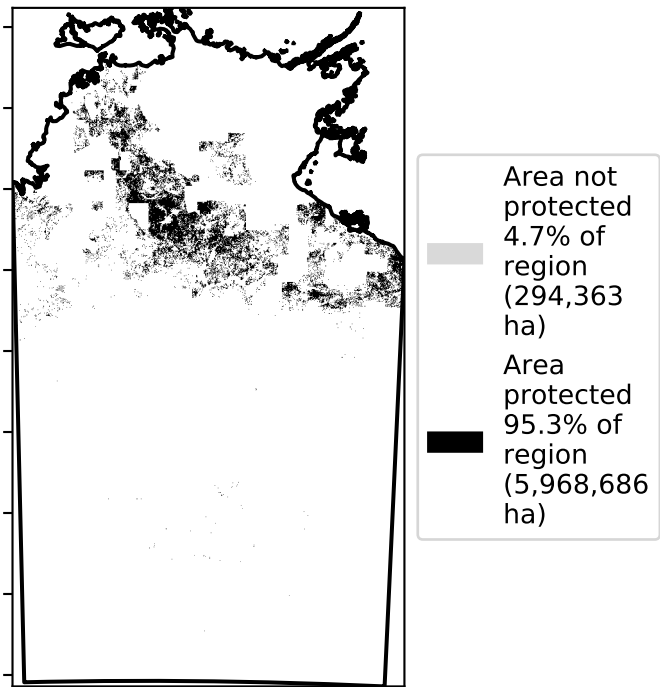 Area not
protected
4.7% of
region
(294,363
ha)
Area
protected
95.3% of
region
(5,968,686
ha)